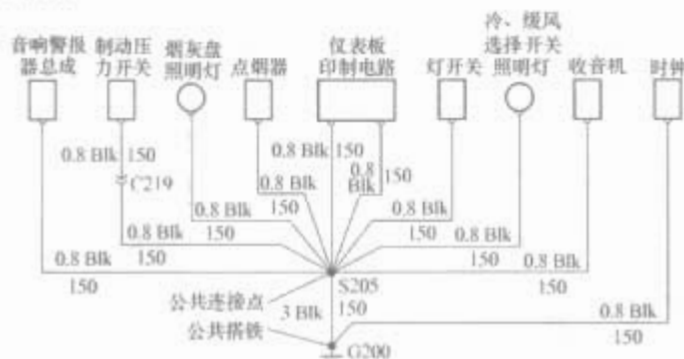 音响警报
器总成
制动压
力开关
烟灰盘
照明灯
点烟器
仪表板
印制电路
灯开关
冷、缓风
选择开关
照明灯
收音机
时钟
0.8 Blk 150
C219
0.8 Blk 150
0.8 Blk 150
0.8 Blk
150
0.8 Blk
150
0.8 Blk
150
0.8 Blk
150
0.8 Blk
150
0.8 Blk
150
0.8 Blk
150
S205
0.8 Blk
150
公共连接点
3 Blk 150
公共搭铁
0.8 Blk
150
G200